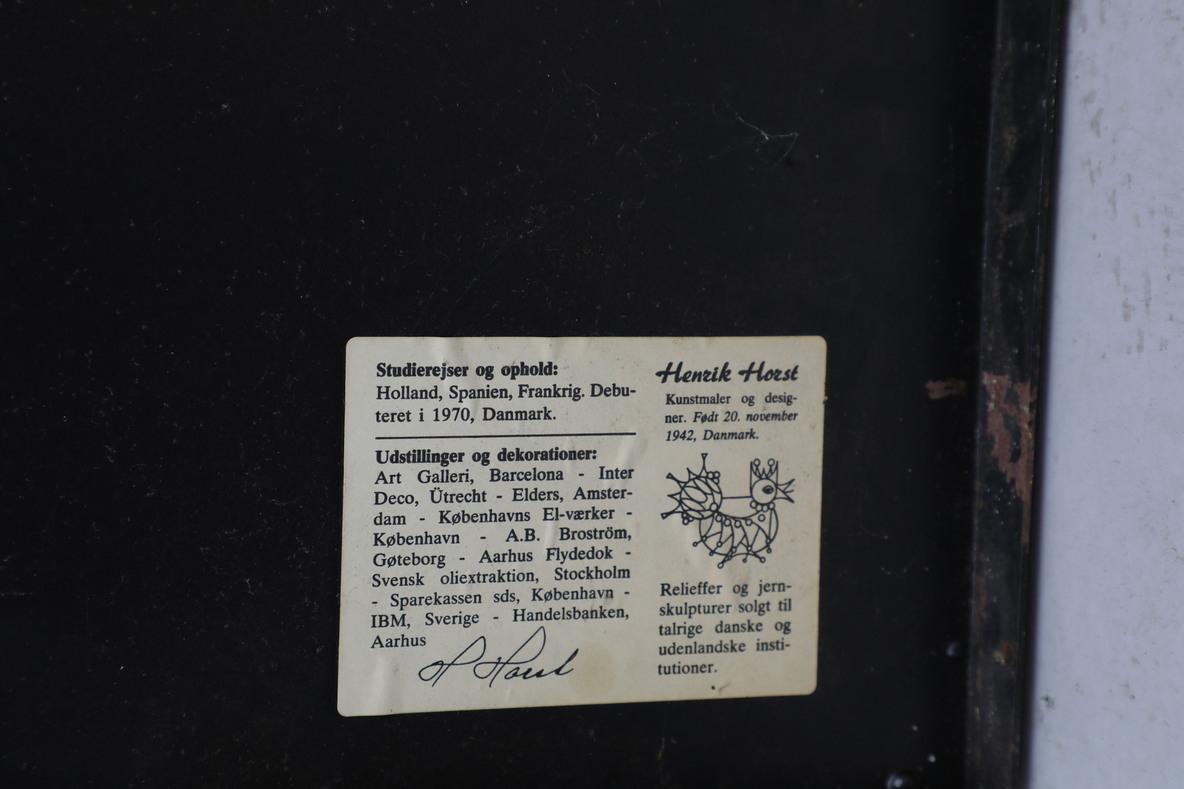 Studierejser og ophold:
Holland, Spanien, Frankrig. Debu-
teret i 1970, Danmark.
Udstillinger og dekorationer:
Art Galleri, Barcelona - Inter
Deco, Ütrecht - Elders, Amster-
dam - Københavns El-værker -
København - A.B. Broström,
Gøteborg - Aarhus Flydedok -
Svensk oliextraktion, Stockholm
- Sparekassen sds, København -
IBM, Sverige - Handelsbanken,
Aarhus
H Horst
Henrik Horst
Kunstmaler og desig-
ner. Født 20. november
1942, Danmark.
Relieffer og jern-
skulpturer solgt til
talrige danske og
udenlandske insti-
tutioner.